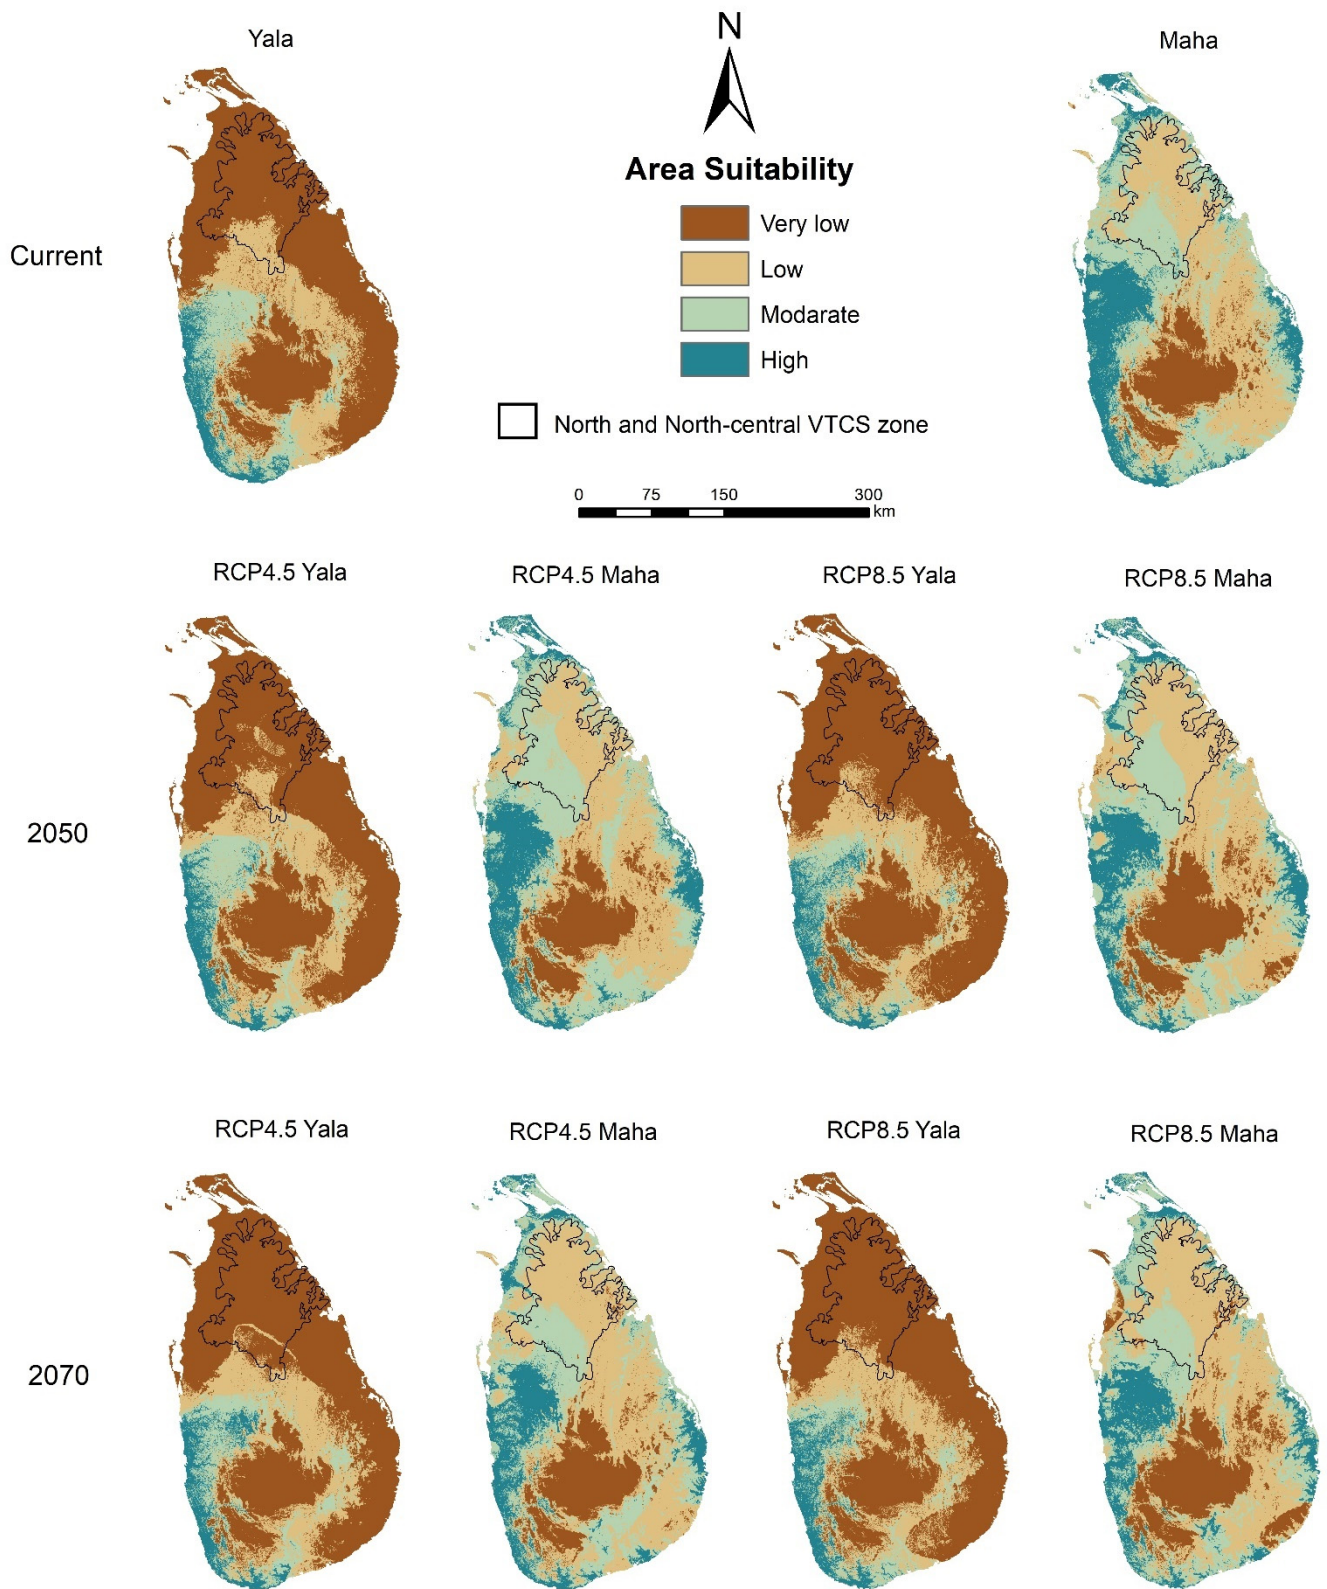 Yala
N
Maha
Area Suitability
Current
Very low
Low
Modarate
High
North and North-central VTCS zone
0 75 150 300
km
RCP4.5 Yala RCP4.5 Maha RCP8.5 Yala RCP8.5 Maha
2050
RCP4.5 Yala RCP4.5 Maha RCP8.5 Yala RCP8.5 Maha
2070